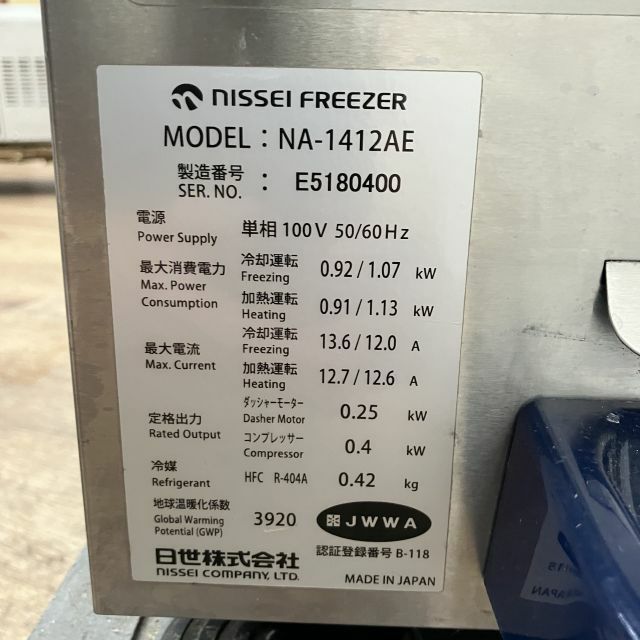 NISSEI FREEZER
MODEL : NA-1412AE
製造番号
SER. NO. : E5180400
電源
Power Supply 単相 100V 50/60Hz
最大消費電力
Max. Power
Consumption
冷却運転
Freezing 0.92 / 1.07 kW
加熱運転
Heating 0.91 / 1.13 kW
最大電流
Max. Current
冷却運転
Freezing 13.6 / 12.0 A
加熱運転
Heating 12.7 / 12.6 A
定格出力
Rated Output
ダッシャーモーター
Dasher Motor 0.25 kW
コンプレッサー
Compressor 0.4 kW
冷媒
Refrigerant HFC R-404A 0.42 kg
地球温暖化係数
Global Warming
Potential (GWP) 3920
JWWA
認証登録番号 B-118
日世株式会社
NISSEI COMPANY, LTD.
MADE IN JAPAN